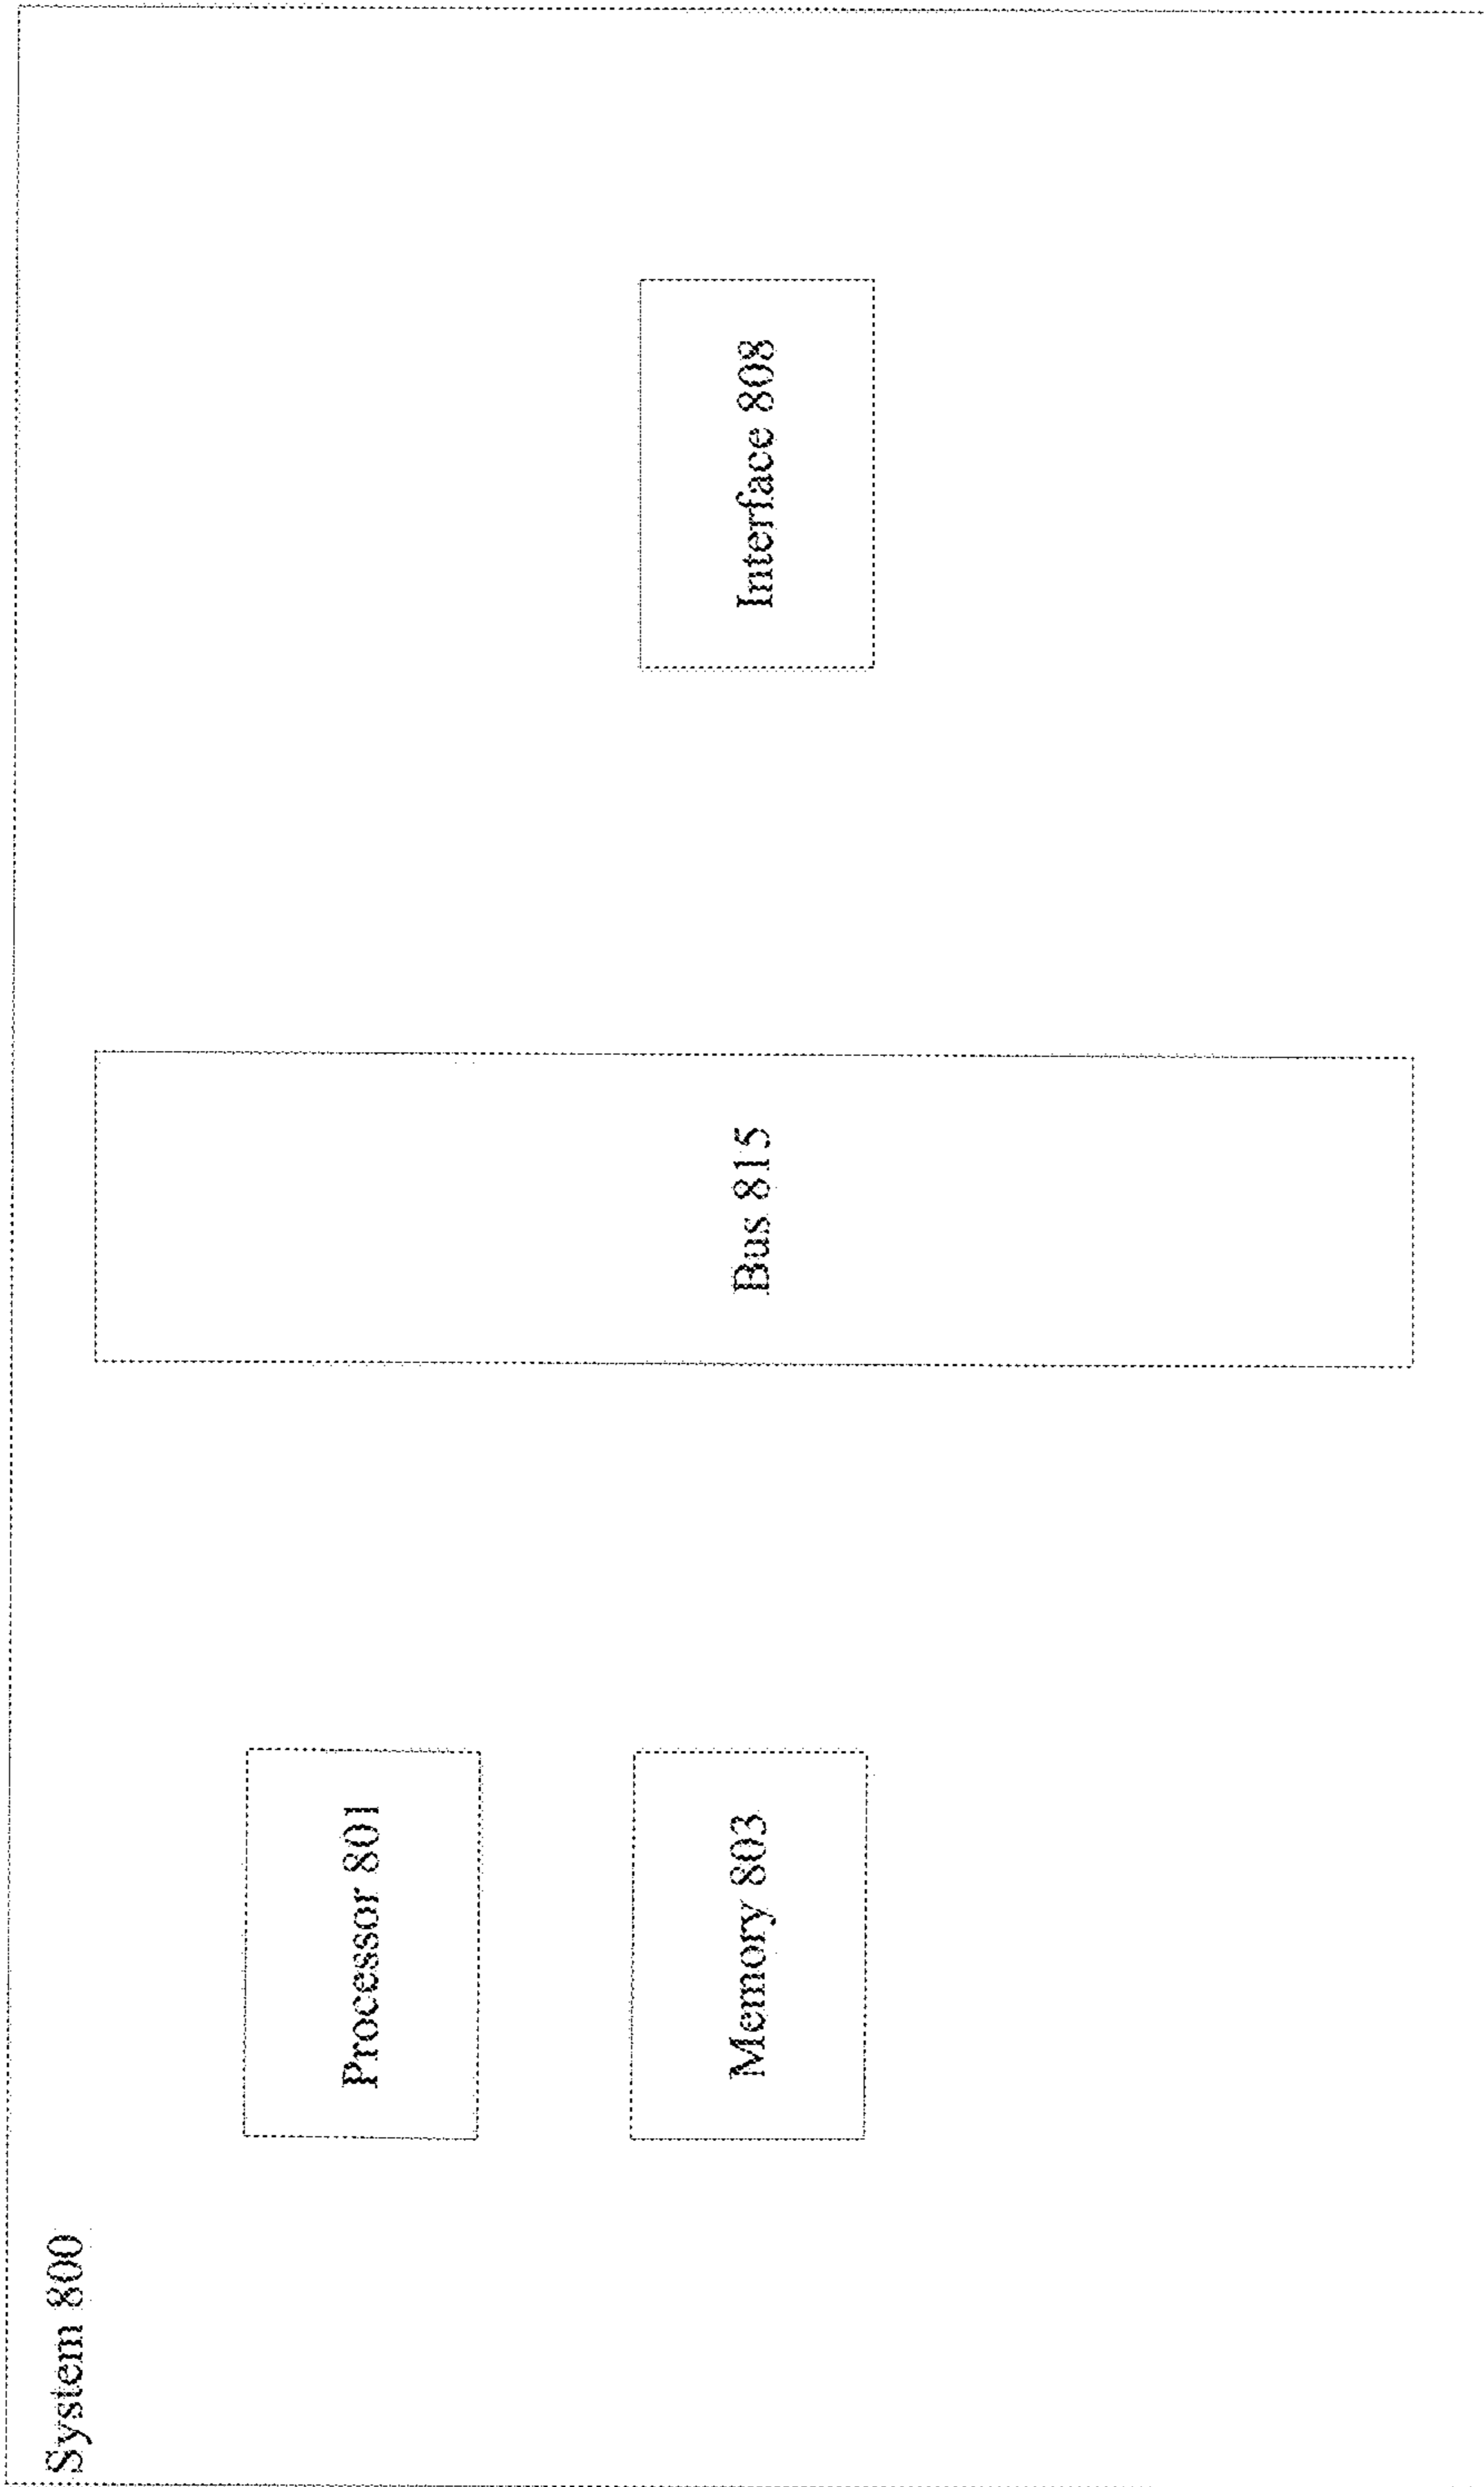 System 800
Processor 801
Memory 803
Bus 815
Interface 808